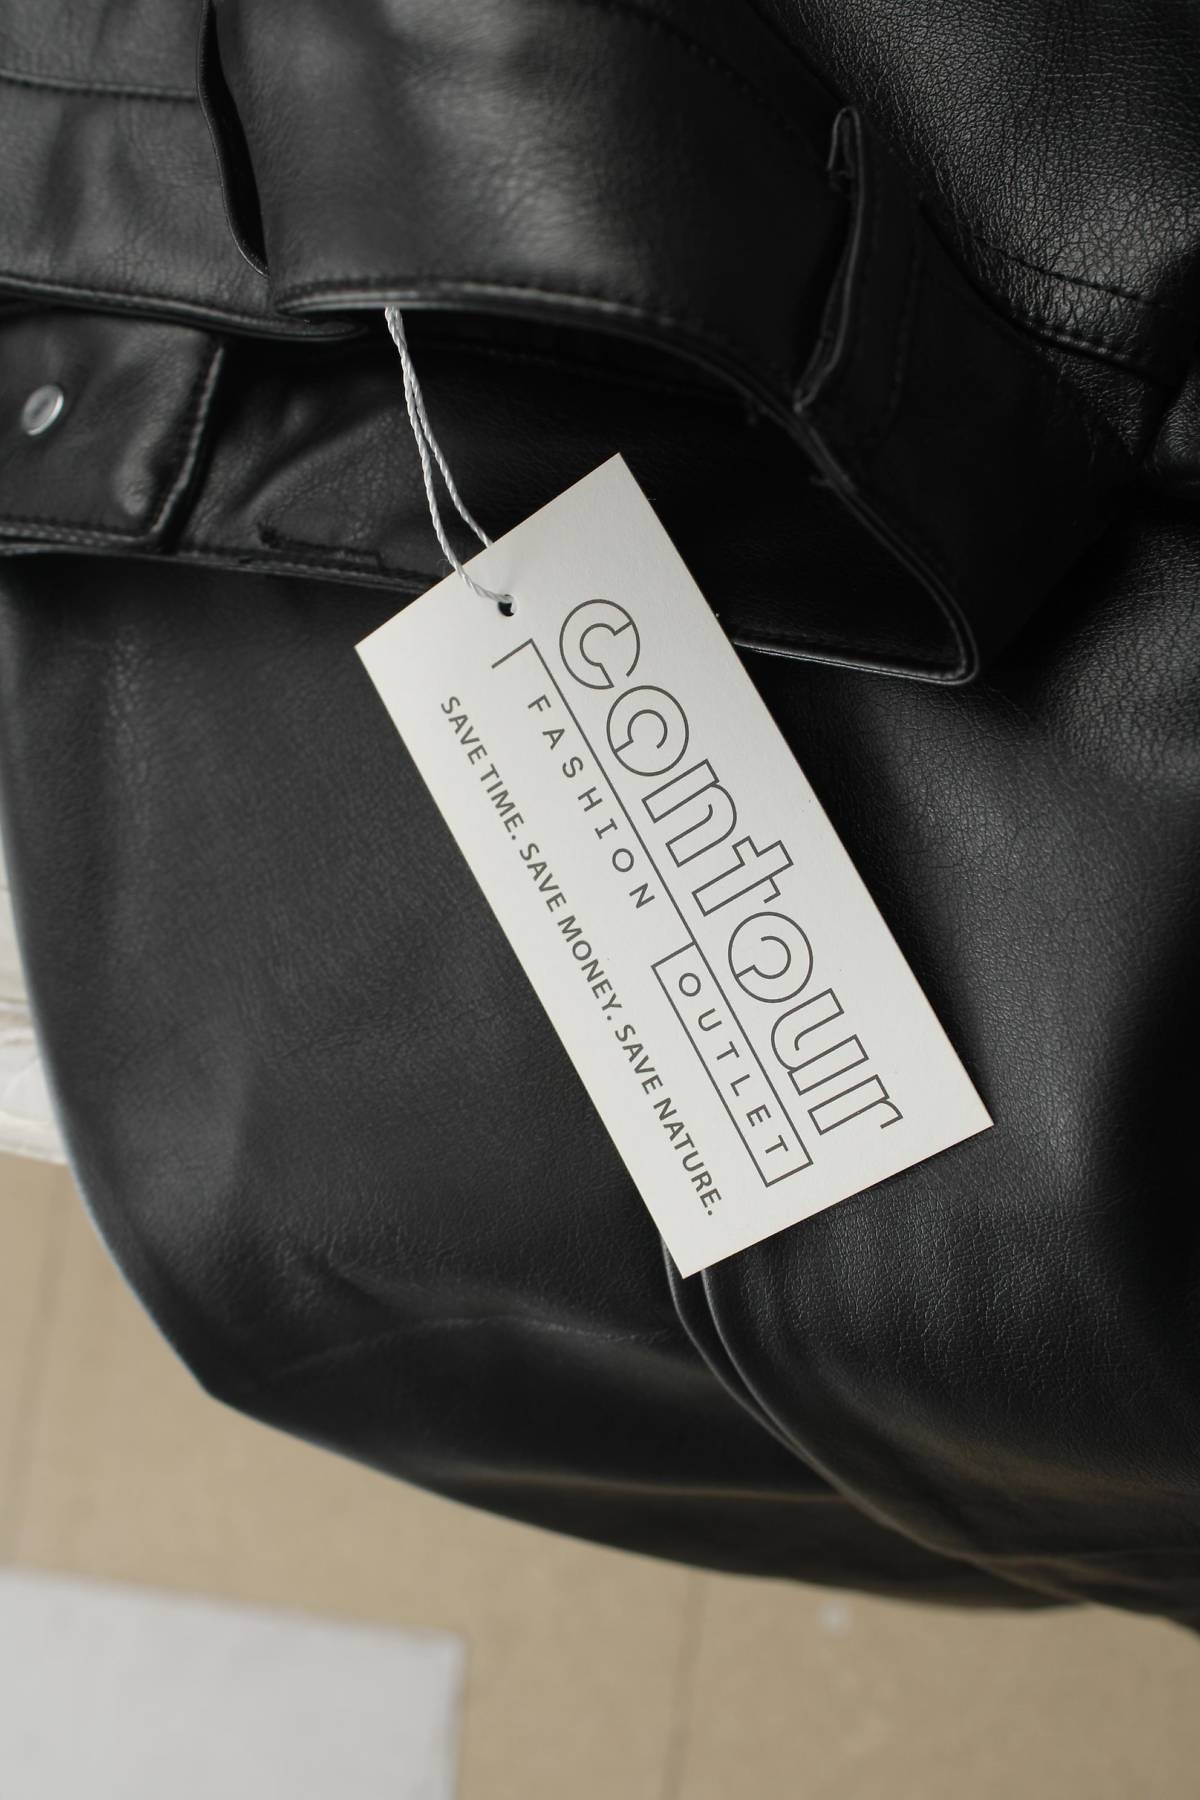 contour
FASHION OUTLET
SAVE TIME. SAVE MONEY. SAVE NATURE.